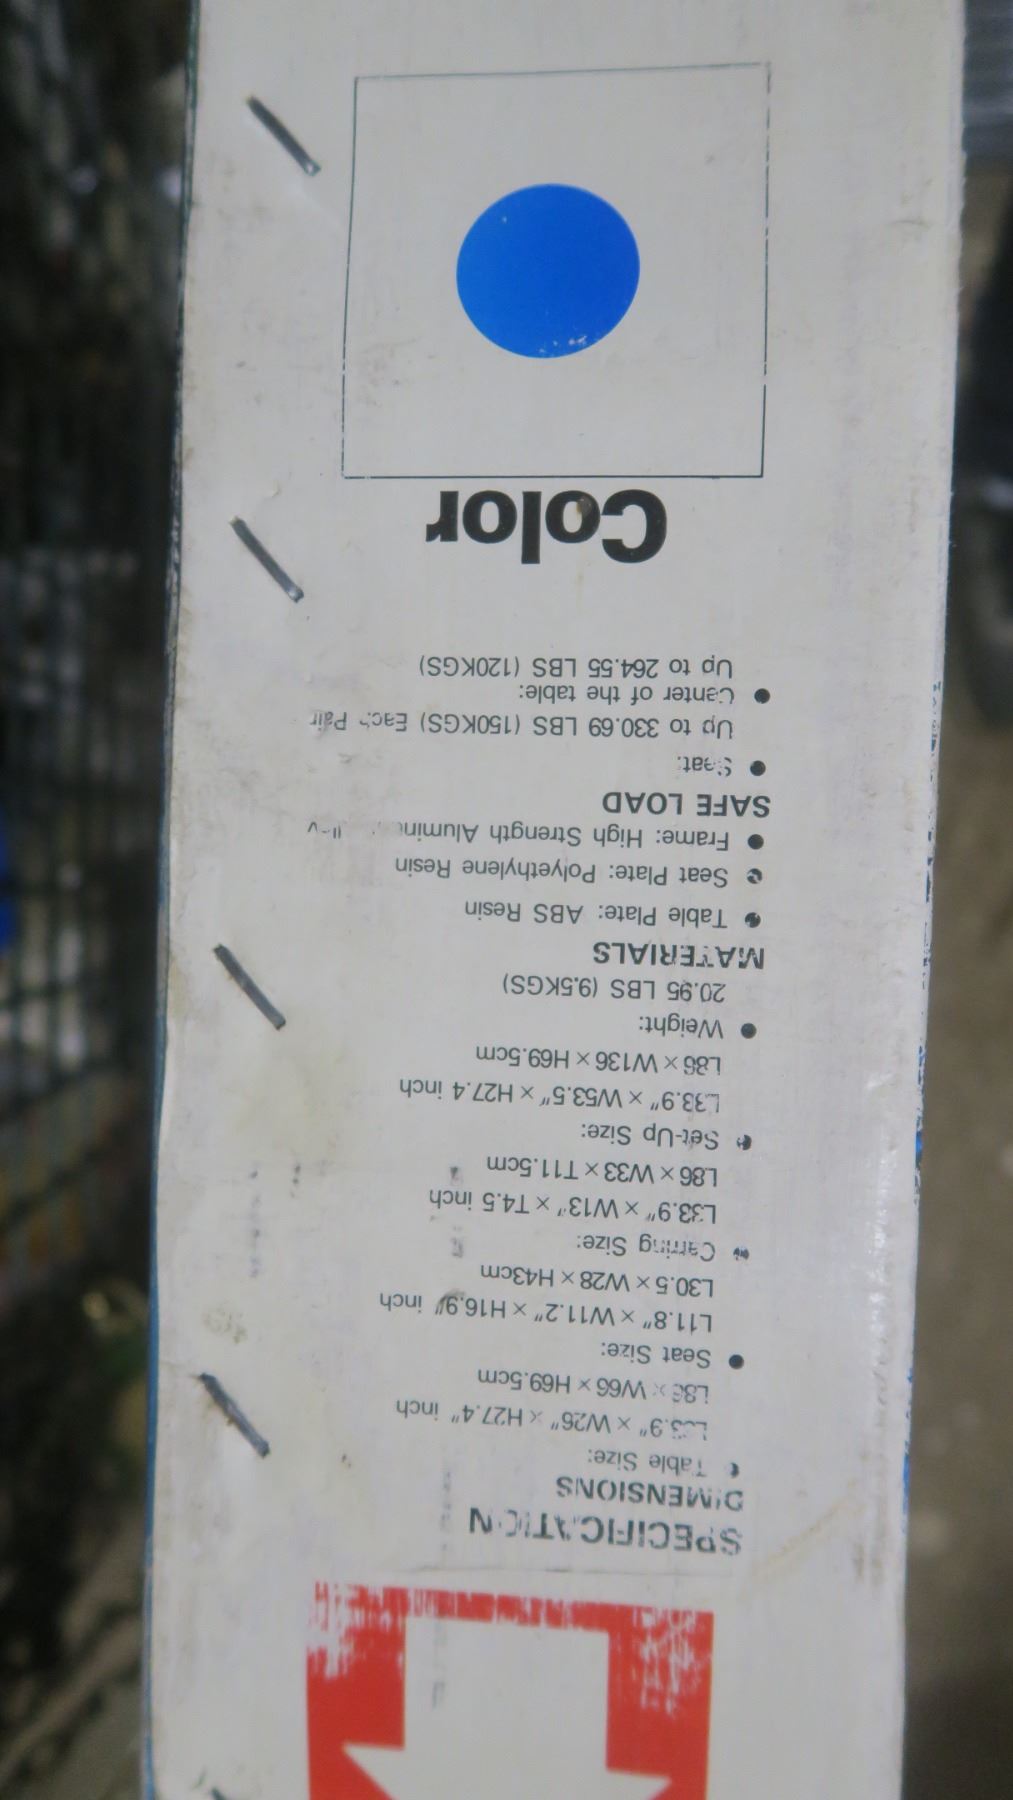 SPECIFICATION
DIMENSIONS
● Table Size:
L33.9" × W26" × H27.4" inch
L86 × W66 × H69.5cm
● Seat Size:
L11.8" × W11.2" × H16.9" inch
L30.5 × W28 × H43cm
● Carring Size:
L33.9" × W13" × T4.5 inch
L86 × W33 × T11.5cm
● Set-Up Size:
L33.9" × W53.5" × H27.4 inch
L86 × W136 × H69.5cm
● Weight:
20.95 LBS (9.5KGS)
MATERIALS
● Table Plate: ABS Resin
● Seat Plate: Polyethylene Resin
● Frame: High Strength
SAFE LOAD
● Seat:
Up to 330.69 LBS (150KGS) Each Pair
● Center of the table:
Up to 264.55 LBS (120KGS)
Color